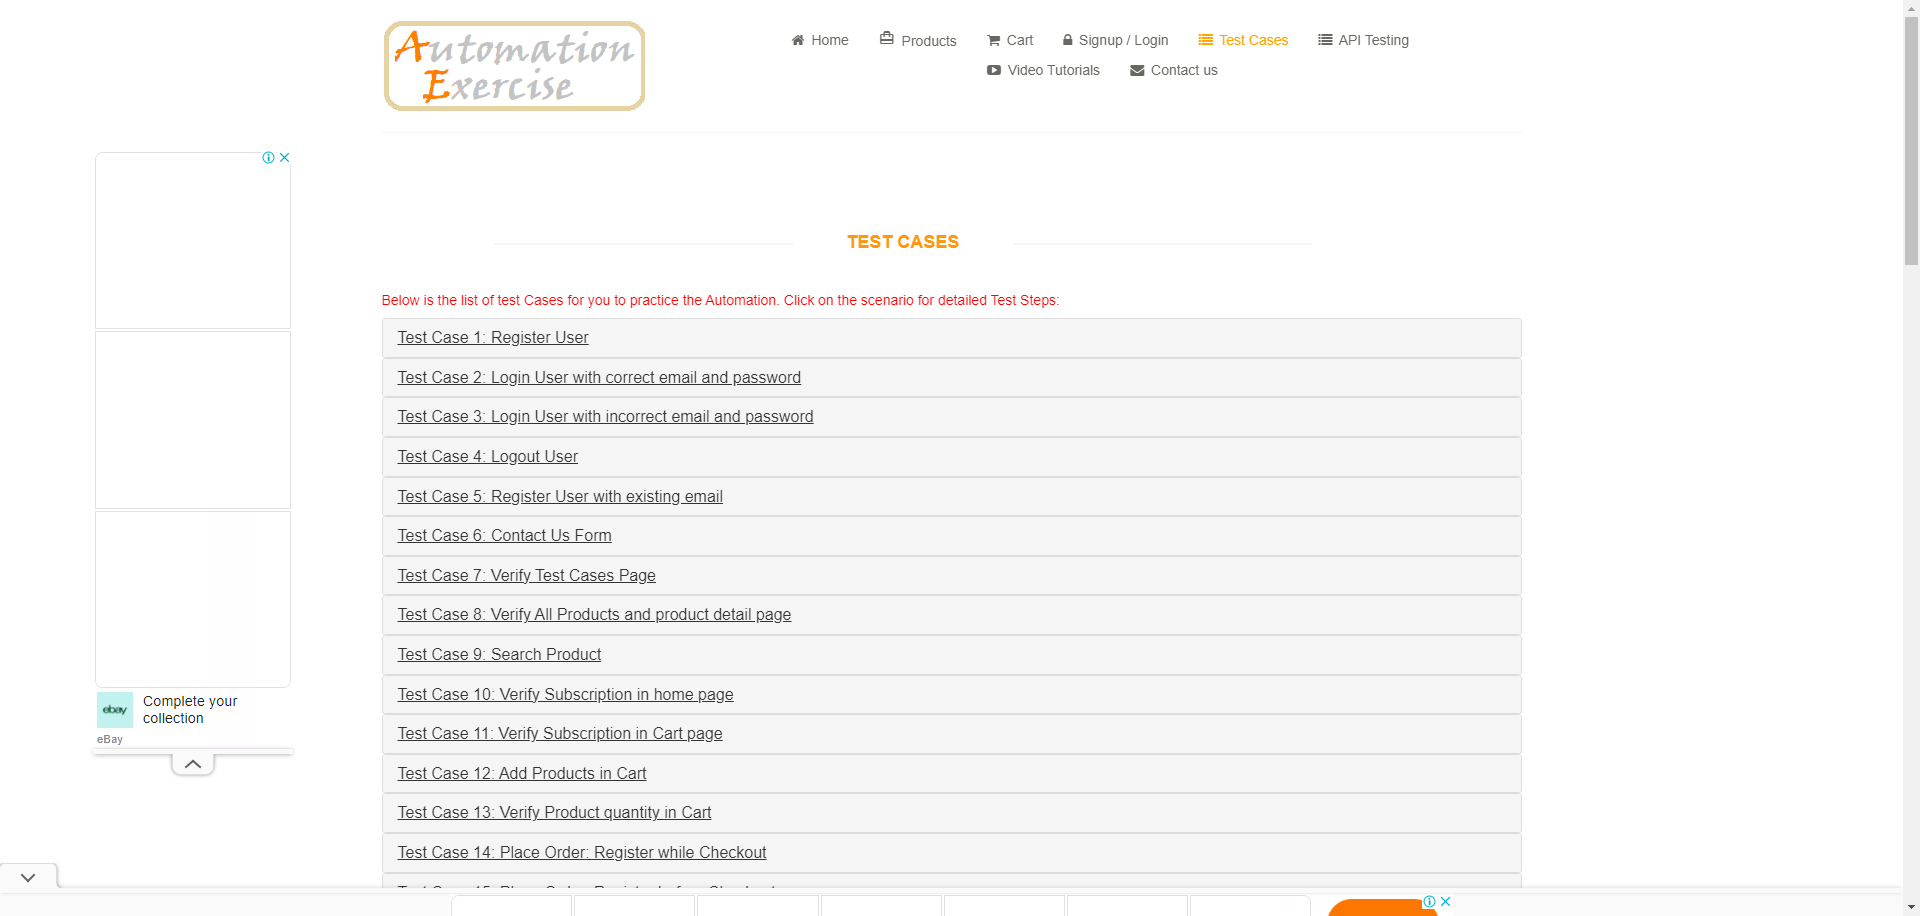 Automation
Exercise
Home
Products
Cart
Signup / Login
Test Cases
API Testing
Video Tutorials
Contact us
TEST CASES
Below is the list of test Cases for you to practice the Automation. Click on the scenario for detailed Test Steps:
Test Case 1: Register User
Test Case 2: Login User with correct email and password
Test Case 3: Login User with incorrect email and password
Test Case 4: Logout User
Test Case 5: Register User with existing email
Test Case 6: Contact Us Form
Test Case 7: Verify Test Cases Page
Test Case 8: Verify All Products and product detail page
Test Case 9: Search Product
Test Case 10: Verify Subscription in home page
Test Case 11: Verify Subscription in Cart page
Test Case 12: Add Products in Cart
Test Case 13: Verify Product quantity in Cart
Test Case 14: Place Order: Register while Checkout
ebay
Complete your
collection
eBay